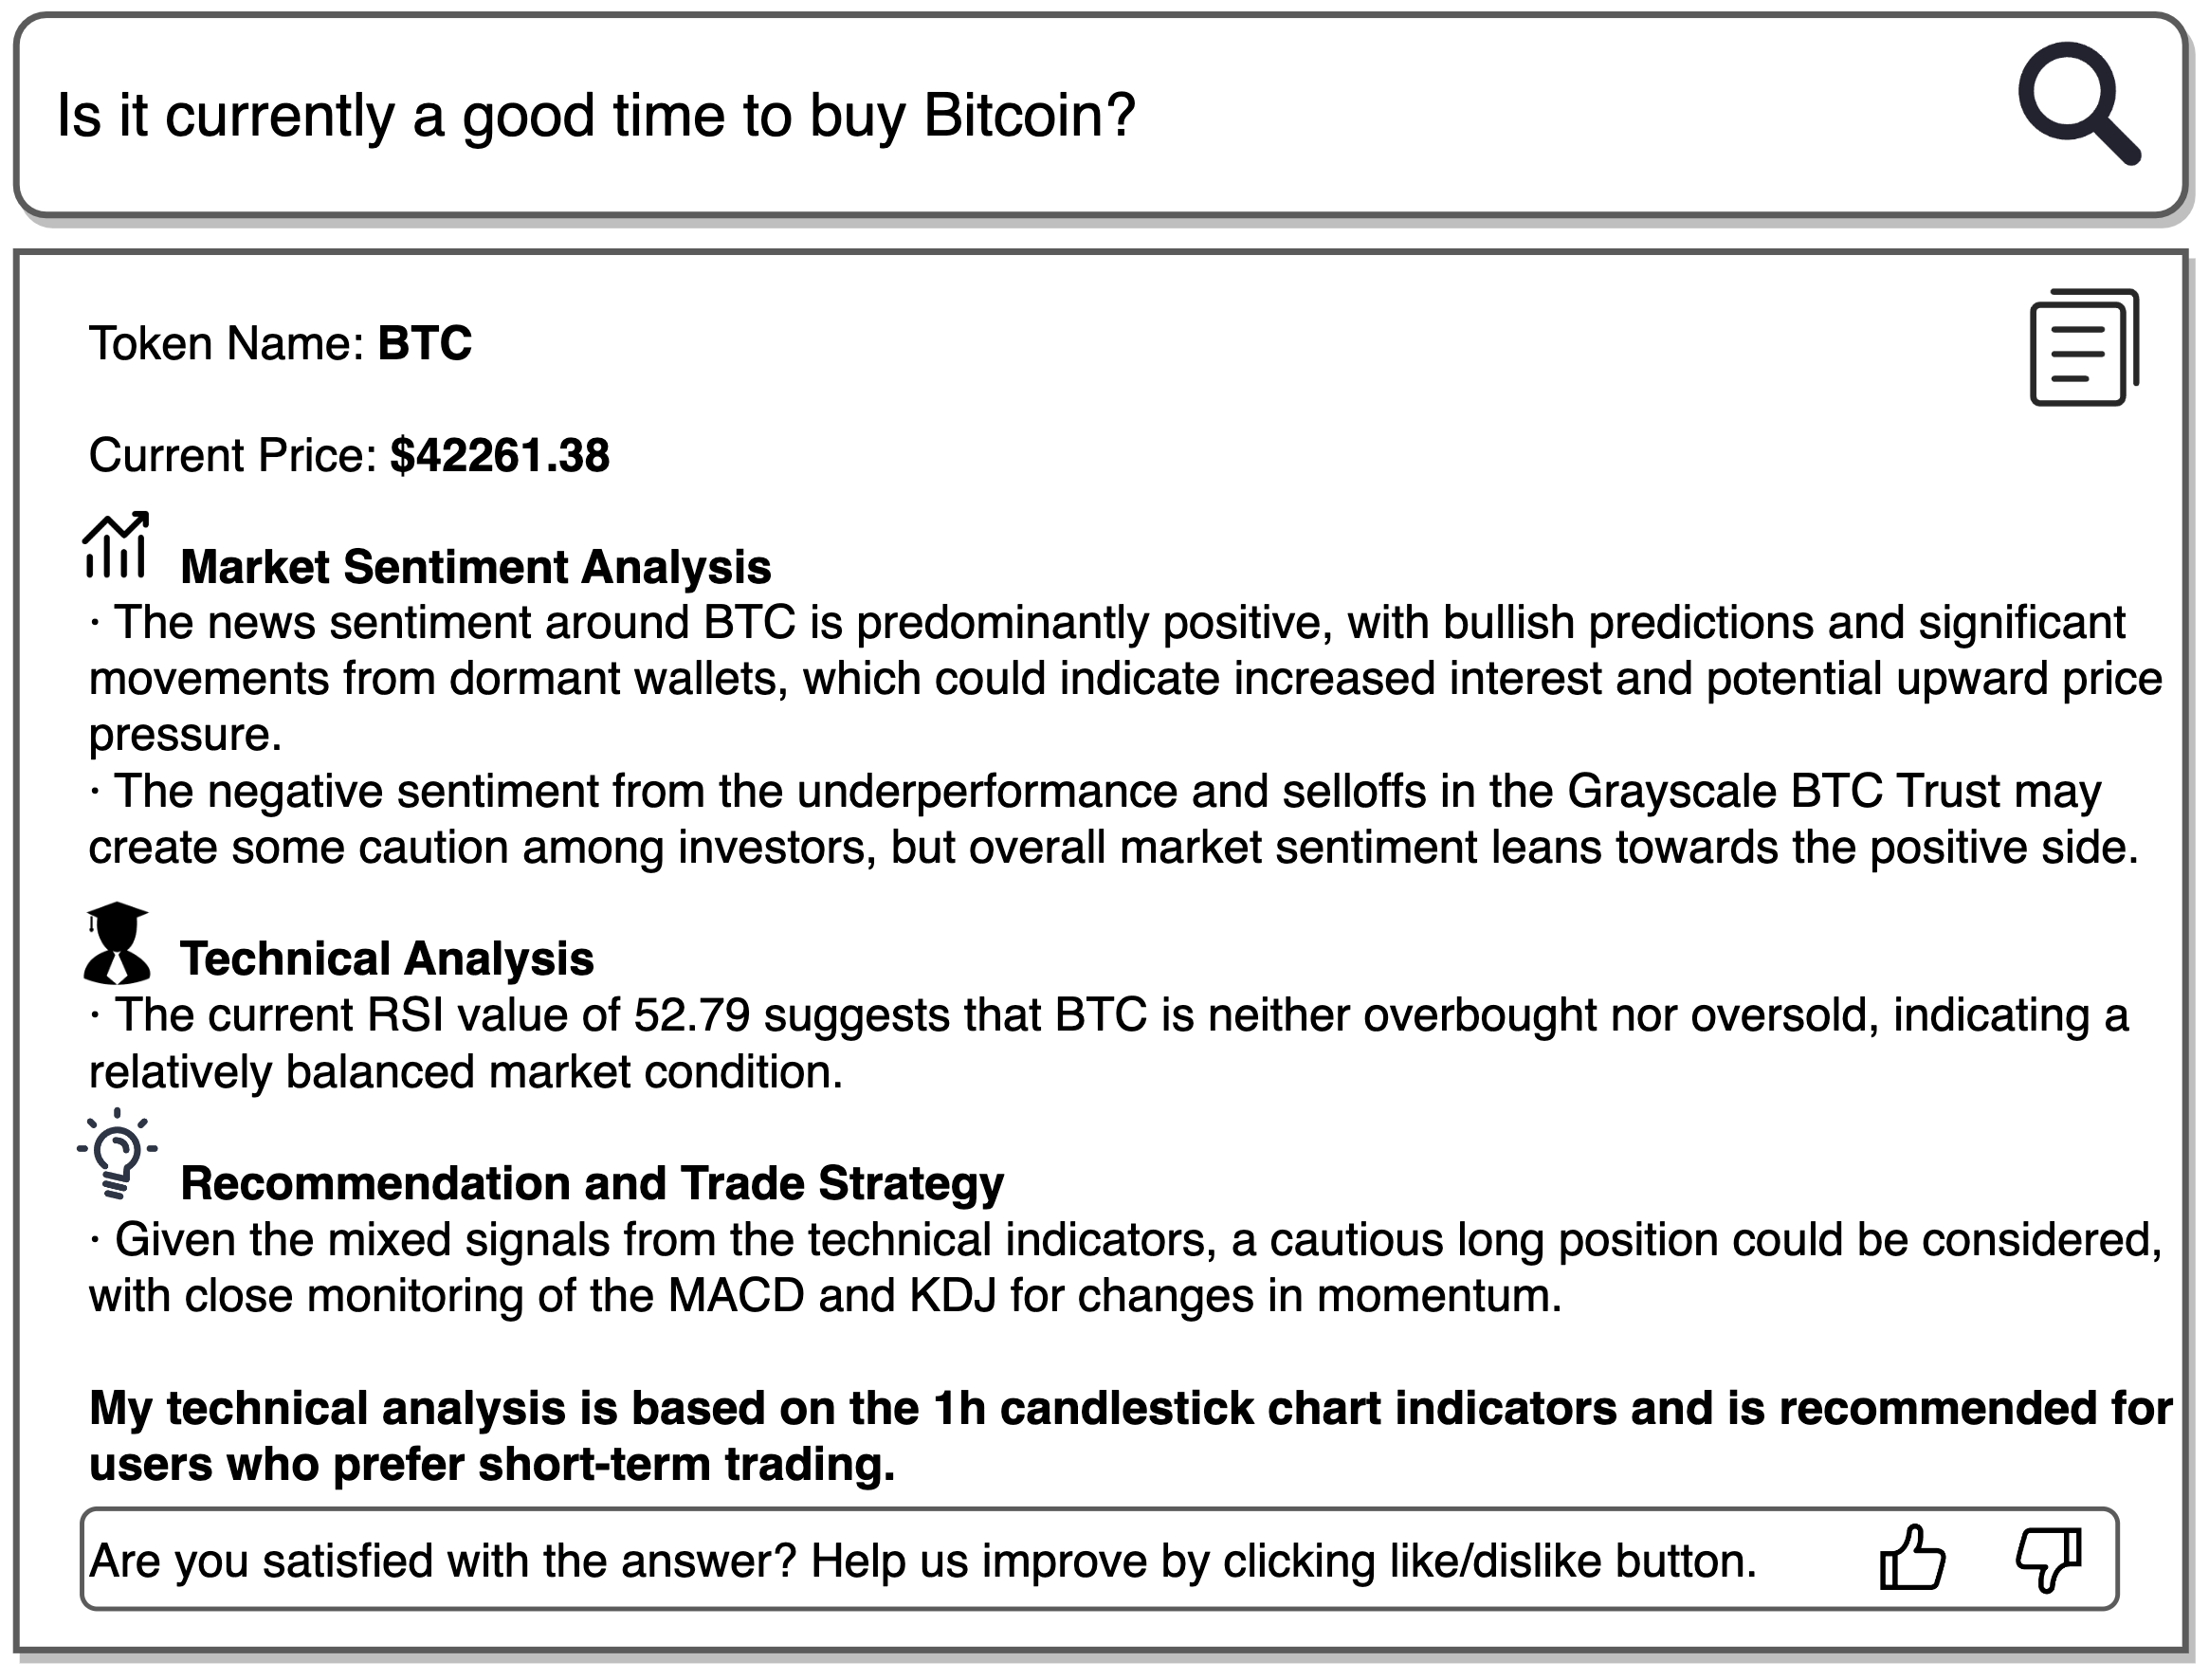 Is it currently a good time to buy Bitcoin?
Token Name: BTC
Current Price: $42261.38
Market Sentiment Analysis
· The news sentiment around BTC is predominantly positive, with bullish predictions and significant
movements from dormant wallets, which could indicate increased interest and potential upward price
pressure.
· The negative sentiment from the underperformance and selloffs in the Grayscale BTC Trust may
create some caution among investors, but overall market sentiment leans towards the positive side.
Technical Analysis
· The current RSI value of 52.79 suggests that BTC is neither overbought nor oversold, indicating a
relatively balanced market condition.
Recommendation and Trade Strategy
· Given the mixed signals from the technical indicators, a cautious long position could be considered,
with close monitoring of the MACD and KDJ for changes in momentum.
My technical analysis is based on the 1h candlestick chart indicators and is recommended for
users who prefer short-term trading.
Are you satisfied with the answer? Help us improve by clicking like/dislike button.